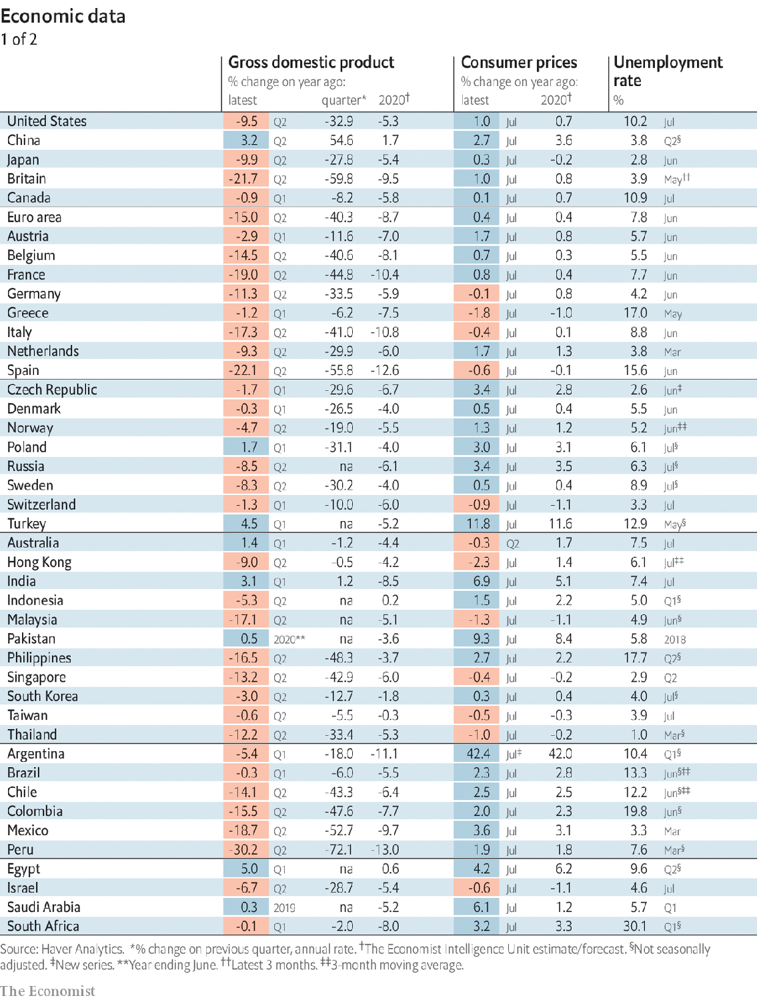 Economic data
1 of 2
Gross domestic product Consumer prices Unemployment
% change on year ago: % change on year ago: rate
latest quarter* 2020† latest 2020† %
United States -9.5 Q2 -32.9 -5.3 1.0 Jul 0.7 10.2 Jul
China 3.2 Q2 54.6 1.7 2.7 Jul 3.6 3.8 Q2§
Japan -9.9 Q2 -27.8 -5.4 0.3 Jul -0.2 2.8 Jun
Britain -21.7 Q2 -59.8 -9.5 1.0 Jul 0.8 3.9 May††
Canada -0.9 Q1 -8.2 -5.8 0.1 Jul 0.7 10.9 Jul
Euro area -15.0 Q2 -40.3 -8.7 0.4 Jul 0.4 7.8 Jun
Austria -2.9 Q1 -11.6 -7.0 1.7 Jul 0.8 5.7 Jun
Belgium -14.5 Q2 -40.6 -8.1 0.7 Jul 0.3 5.5 Jun
France -19.0 Q2 -44.8 -10.4 0.8 Jul 0.4 7.7 Jun
Germany -11.3 Q2 -33.5 -5.9 -0.1 Jul 0.8 4.2 Jun
Greece -1.2 Q1 -6.2 -7.5 -1.8 Jul -1.0 17.0 May
Italy -17.3 Q2 -41.0 -10.8 -0.4 Jul 0.1 8.8 Jun
Netherlands -9.3 Q2 -29.9 -6.0 1.7 Jul 1.3 3.8 Mar
Spain -22.1 Q2 -55.8 -12.6 -0.6 Jul -0.1 15.6 Jun
Czech Republic -1.7 Q1 -29.6 -6.7 3.4 Jul 2.8 2.6 Jun‡
Denmark -0.3 Q1 -26.5 -4.0 0.5 Jul 0.4 5.5 Jun
Norway -4.7 Q2 -19.0 -5.5 1.3 Jul 1.2 5.2 Jun‡‡
Poland 1.7 Q1 -31.1 -4.0 3.0 Jul 3.1 6.1 Jul§
Russia -8.5 Q2 na -6.1 3.4 Jul 3.5 6.3 Jul§
Sweden -8.3 Q2 -30.2 -4.0 0.5 Jul 0.4 8.9 Jul§
Switzerland -1.3 Q1 -10.0 -6.0 -0.9 Jul -1.1 3.3 Jul
Turkey 4.5 Q1 na -5.2 11.8 Jul 11.6 12.9 May§
Australia 1.4 Q1 -1.2 -4.4 -0.3 Q2 1.7 7.5 Jul
Hong Kong -9.0 Q2 -0.5 -4.2 -2.3 Jul 1.4 6.1 Jul‡‡
India 3.1 Q1 1.2 -8.5 6.9 Jul 5.1 7.4 Jul
Indonesia -5.3 Q2 na 0.2 1.5 Jul 2.2 5.0 Q1§
Malaysia -17.1 Q2 na -5.1 -1.3 Jul -1.1 4.9 Jun§
Pakistan 0.5 2020** na -3.6 9.3 Jul 8.4 5.8 2018
Philippines -16.5 Q2 -48.3 -3.7 2.7 Jul 2.2 17.7 Q2§
Singapore -13.2 Q2 -42.9 -6.0 -0.4 Jul -0.2 2.9 Q2
South Korea -3.0 Q2 -12.7 -1.8 0.3 Jul 0.4 4.0 Jul§
Taiwan -0.6 Q2 -5.5 -0.3 -0.5 Jul -0.3 3.9 Jul
Thailand -12.2 Q2 -33.4 -5.3 -1.0 Jul -0.2 1.0 Mar§
Argentina -5.4 Q1 -18.0 -11.1 42.4 Jul‡ 42.0 10.4 Q1§
Brazil -0.3 Q1 -6.0 -5.5 2.3 Jul 2.8 13.3 Jun§‡‡
Chile -14.1 Q2 -43.3 -6.4 2.5 Jul 2.5 12.2 Jun§‡‡
Colombia -15.5 Q2 -47.6 -7.7 2.0 Jul 2.3 19.8 Jun§
Mexico -18.7 Q2 -52.7 -9.7 3.6 Jul 3.1 3.3 Mar
Peru -30.2 Q2 -72.1 -13.0 1.9 Jul 1.8 7.6 Mar§
Egypt 5.0 Q1 na 0.6 4.2 Jul 6.2 9.6 Q2§
Israel -6.7 Q2 -28.7 -5.4 -0.6 Jul -1.1 4.6 Jul
Saudi Arabia 0.3 2019 na -5.2 6.1 Jul 1.2 5.7 Q1
South Africa -0.1 Q1 -2.0 -8.0 3.2 Jul 3.3 30.1 Q1§
Source: Haver Analytics. *% change on previous quarter, annual rate. †The Economist Intelligence Unit estimate/forecast. §Not seasonally
adjusted. ‡New series. **Year ending June. ††Latest 3 months. ‡‡3-month moving average.
The Economist